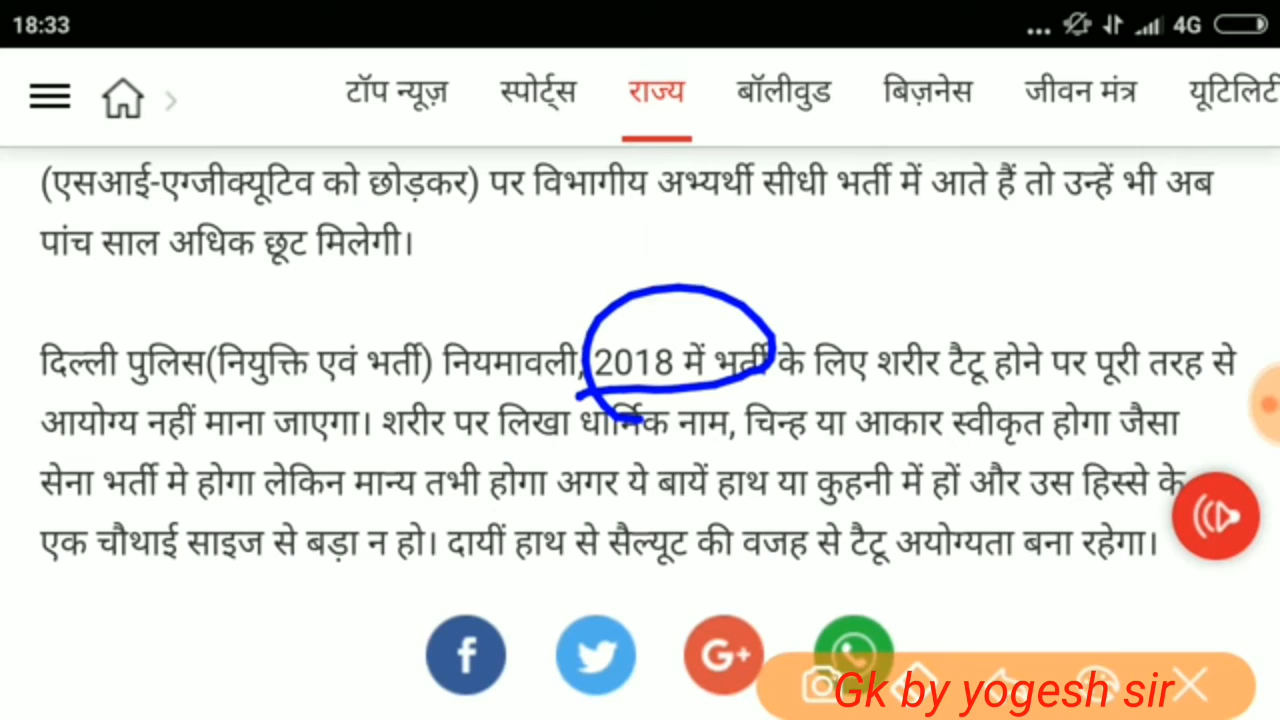 18:33
4G
टॉप न्यूज़ स्पोर्ट्स राज्य बॉलीवुड बिज़नेस जीवन मंत्र यूटिलिटी
(एसआई-एग्जीक्यूटिव को छोड़कर) पर विभागीय अभ्यर्थी सीधी भर्ती में आते हैं तो उन्हें भी अब
पांच साल अधिक छूट मिलेगी।
दिल्ली पुलिस(नियुक्ति एवं भर्ती) नियमावली, 2018 में भर्ती के लिए शरीर टैटू होने पर पूरी तरह से
आयोग्य नहीं माना जाएगा। शरीर पर लिखा धार्मिक नाम, चिन्ह या आकार स्वीकृत होगा जैसा
सेना भर्ती मे होगा लेकिन मान्य तभी होगा अगर ये बायें हाथ या कुहनी में हों और उस हिस्से के
एक चौथाई साइज से बड़ा न हो। दायीं हाथ से सैल्यूट की वजह से टैटू अयोग्यता बना रहेगा।
f G+
Gk by yogesh sir